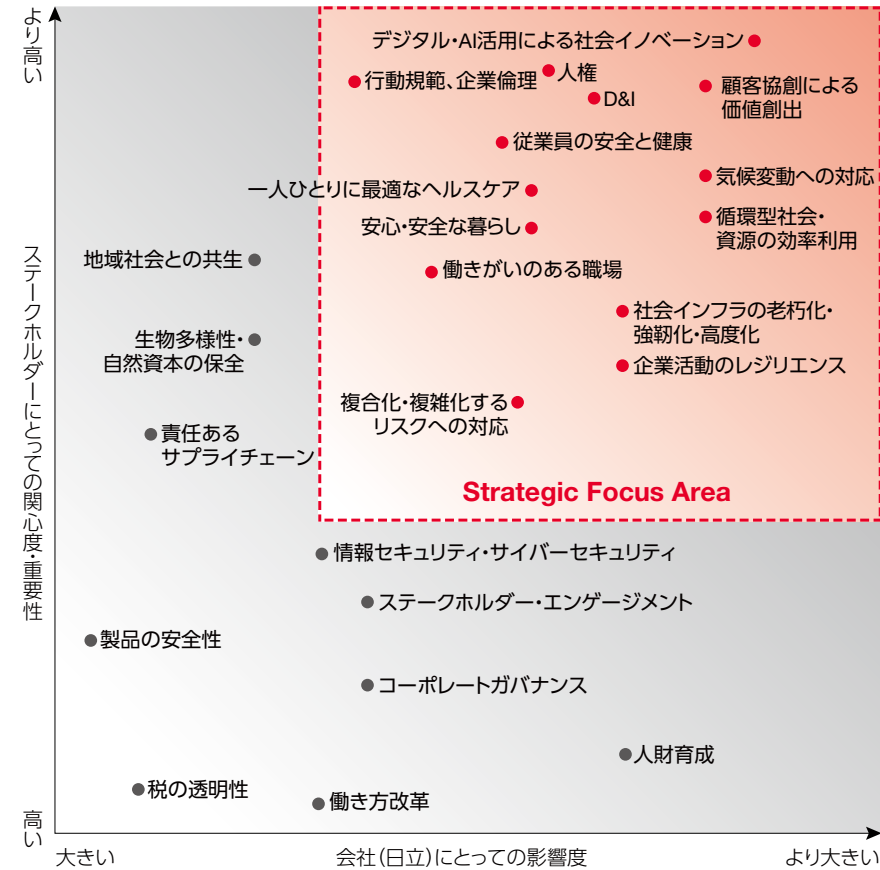 より高い
デジタル・AI活用による社会イノベーション
人権
行動規範、企業倫理
D&I
顧客協創による
価値創出
従業員の安全と健康
気候変動への対応
一人ひとりに最適なヘルスケア
循環型社会・
資源の効率利用
安心・安全な暮らし
地域社会との共生
働きがいのある職場
社会インフラの老朽化・
強靭化・高度化
生物多様性・
自然資本の保全
企業活動のレジリエンス
複合化・複雑化する
リスクへの対応
責任ある
サプライチェーン
Strategic Focus Area
ステークホルダーにとっての関心度・重要性
情報セキュリティ・サイバーセキュリティ
ステークホルダー・エンゲージメント
製品の安全性
コーポレートガバナンス
人財育成
税の透明性
働き方改革
高い
大きい
会社(日立)にとっての影響度
より大きい